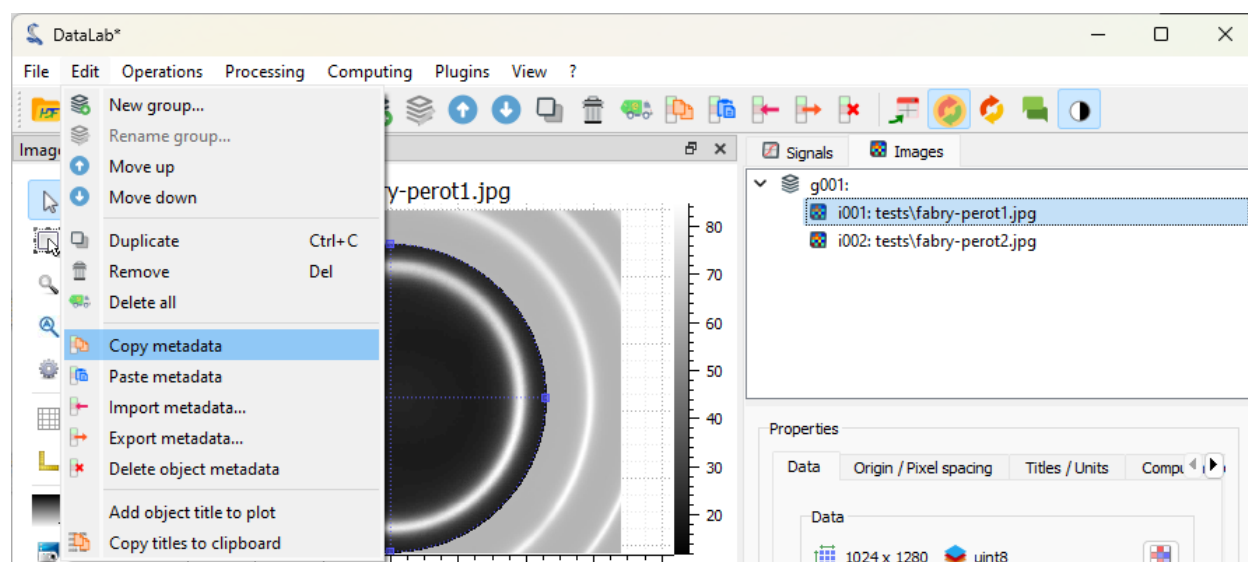 DataLab*
File Edit Operations Processing Computing Plugins View ?
New group...
Rename group...
Move up
Move down
Duplicate Ctrl+C
Remove Del
Delete all
Copy metadata
Paste metadata
Import metadata...
Export metadata...
Delete object metadata
Add object title to plot
Copy titles to clipboard
y-perot1.jpg
80
70
60
50
40
30
20
Signals Images
g001:
i001: tests\fabry-perot1.jpg
i002: tests\fabry-perot2.jpg
Properties
Data Origin / Pixel spacing Titles / Units
Data
1024 x 1280 uint8